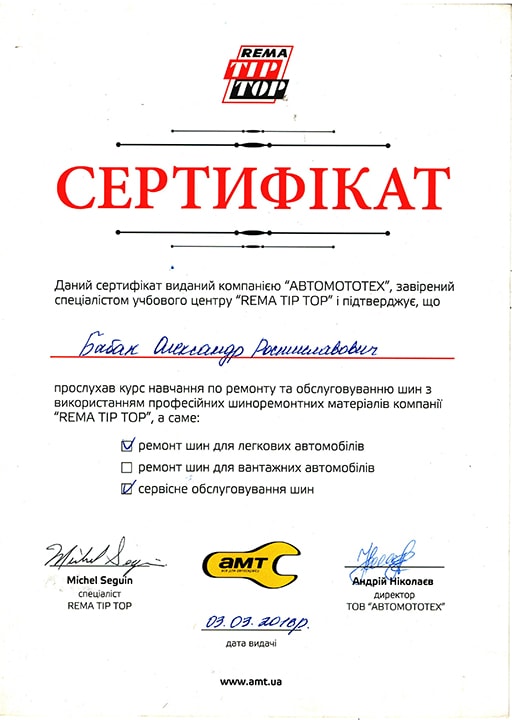 REMA
TIP
TOP
СЕРТИФІКАТ
Даний сертифікат виданий компанією “АВТОМОТОТЕХ”, завірений
спеціалістом учбового центру “REMA TIP TOP” і підтверджує, що
Бабак Олександр Ростиславович
прослухав курс навчання по ремонту та обслуговуванню шин з
використанням професійних шиноремонтних матеріалів компанії
“REMA TIP TOP”, а саме:
ремонт шин для легкових автомобілів
ремонт шин для вантажних автомобілів
сервісне обслуговування шин
Michel Seguin
Michel Seguin
спеціаліст
REMA TIP TOP
амт
Андрій Ніколаєв
директор
ТОВ “АВТОМОТОТЕХ”
03.03.2016р.
дата видачі
www.amt.ua